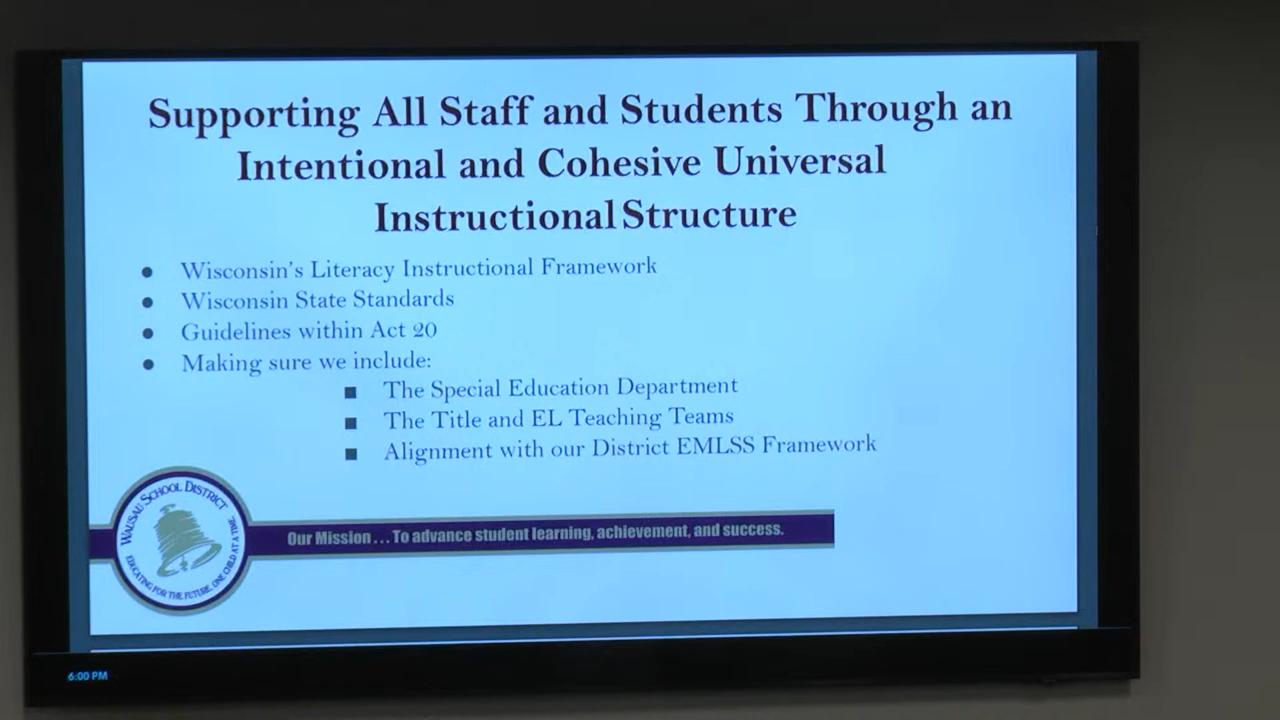 Supporting All Staff and Students Through an
Intentional and Cohesive Universal
Instructional Structure
● Wisconsin's Literacy Instructional Framework
● Wisconsin State Standards
● Guidelines within Act 20
● Making sure we include:
■ The Special Education Department
■ The Title and EL Teaching Teams
■ Alignment with our District EMLSS Framework
WAUSAU SCHOOL DISTRICT
EDUCATING FOR THE FUTURE, ONE CHILD AT A TIME.
Our Mission . . . To advance student learning, achievement, and success.
6:00 PM